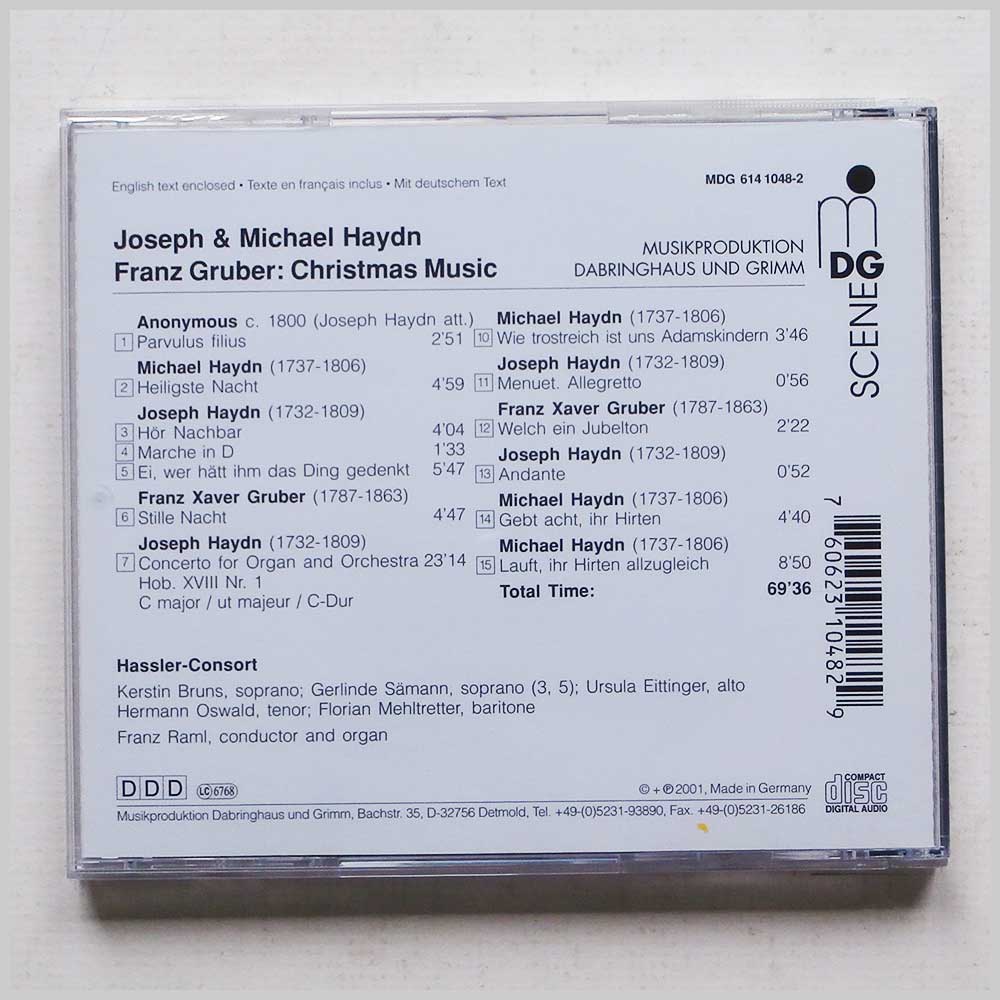 English text enclosed • Texte en français inclus • Mit deutschem Text
MDG 614 1048-2
Joseph & Michael Haydn
Franz Gruber: Christmas Music
MUSIKPRODUKTION
DABRINGHAUS UND GRIMM
MDG
SCENE
Anonymous c. 1800 (Joseph Haydn att.)
1 Parvulus filius 2'51
Michael Haydn (1737-1806)
2 Heiligste Nacht 4'59
Joseph Haydn (1732-1809)
3 Hör Nachbar 4'04
4 Marche in D 1'33
5 Ei, wer hätt ihm das Ding gedenkt 5'47
Franz Xaver Gruber (1787-1863)
6 Stille Nacht 4'47
Joseph Haydn (1732-1809)
7 Concerto for Organ and Orchestra 23'14
Hob. XVIII Nr. 1
C major / ut majeur / C-Dur
Michael Haydn (1737-1806)
10 Wie trostreich ist uns Adamskindern 3'46
Joseph Haydn (1732-1809)
11 Menuet. Allegretto 0'56
Franz Xaver Gruber (1787-1863)
12 Welch ein Jubelton 2'22
Joseph Haydn (1732-1809)
13 Andante 0'52
Michael Haydn (1737-1806)
14 Gebt acht, ihr Hirten 4'40
Michael Haydn (1737-1806)
15 Lauft, ihr Hirten allzugleich 8'50
Total Time: 69'36
7 60623 10482 9
Hassler-Consort
Kerstin Bruns, soprano; Gerlinde Sämann, soprano (3, 5); Ursula Eittinger, alto
Hermann Oswald, tenor; Florian Mehltretter, baritone
Franz Raml, conductor and organ
DDD LC 6768
© + ℗ 2001, Made in Germany
COMPACT
disc
DIGITAL AUDIO
Musikproduktion Dabringhaus und Grimm, Bachstr. 35, D-32756 Detmold, Tel. +49-(0)5231-93890, Fax. +49-(0)5231-26186